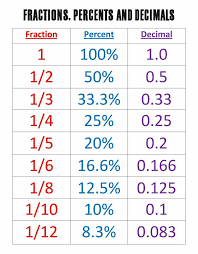 FRACTIONS. PERCENTS AND DECIMALS
Fraction Percent Decimal
1 100% 1.0
1/2 50% 0.5
1/3 33.3% 0.33
1/4 25% 0.25
1/5 20% 0.2
1/6 16.6% 0.166
1/8 12.5% 0.125
1/10 10% 0.1
1/12 8.3% 0.083